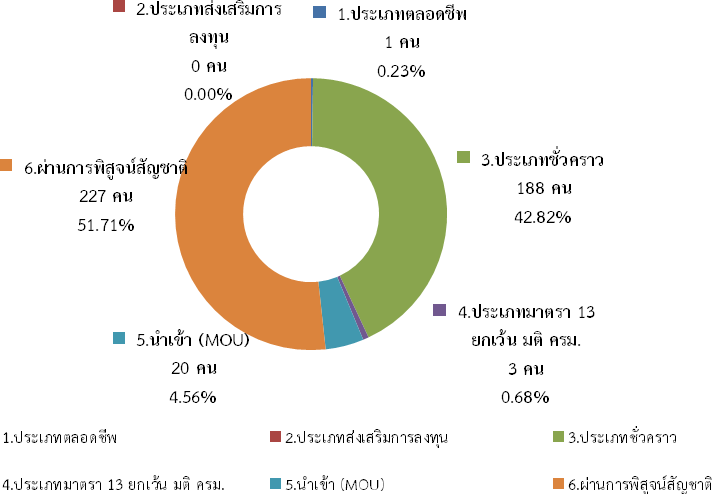 2.ประเภทส่งเสริมการ
ลงทุน
0 คน
0.00%
1.ประเภทตลอดชีพ
1 คน
0.23%
6.ผ่านการพิสูจน์สัญชาติ
227 คน
51.71%
3.ประเภทชั่วคราว
188 คน
42.82%
5.นำเข้า (MOU)
20 คน
4.56%
4.ประเภทมาตรา 13
ยกเว้น มติ ครม.
3 คน
0.68%
1.ประเภทตลอดชีพ 2.ประเภทส่งเสริมการลงทุน 3.ประเภทชั่วคราว
4.ประเภทมาตรา 13 ยกเว้น มติ ครม. 5.นำเข้า (MOU) 6.ผ่านการพิสูจน์สัญชาติ